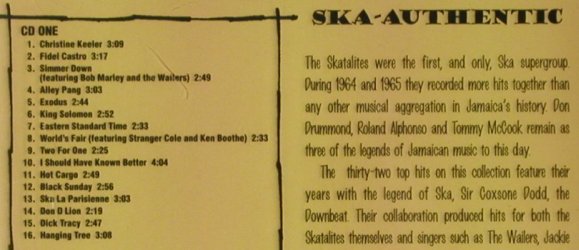 CD ONE
1. Christine Keeler 3:09
2. Fidel Castro 3:17
3. Simmer Down
(featuring Bob Marley and the Wailers) 2:49
4. Alley Pang 3:03
5. Exodus 2:44
6. King Solomon 2:52
7. Eastern Standard Time 2:33
8. World's Fair (featuring Stranger Cole and Ken Boothe) 2:33
9. Two For One 2:25
10. I Should Have Known Better 4:04
11. Hot Cargo 2:49
12. Black Sunday 2:56
13. Ska La Parisienne 3:03
14. Don D Lion 2:19
15. Dick Tracy 2:47
16. Hanging Tree 3:08
SKA-AUTHENTIC
The Skatalites were the first, and only, Ska supergroup.
During 1964 and 1965 they recorded more hits together than
any other musical aggregation in Jamaica's history. Don
Drummond, Roland Alphonso and Tommy McCook remain as
three of the legends of Jamaican music to this day.
The thirty-two top hits on this collection feature their
years with the legend of Ska, Sir Coxsone Dodd, the
Downbeat. Their collaboration produced hits for both the
Skatalites themselves and singers such as The Wailers, Jackie